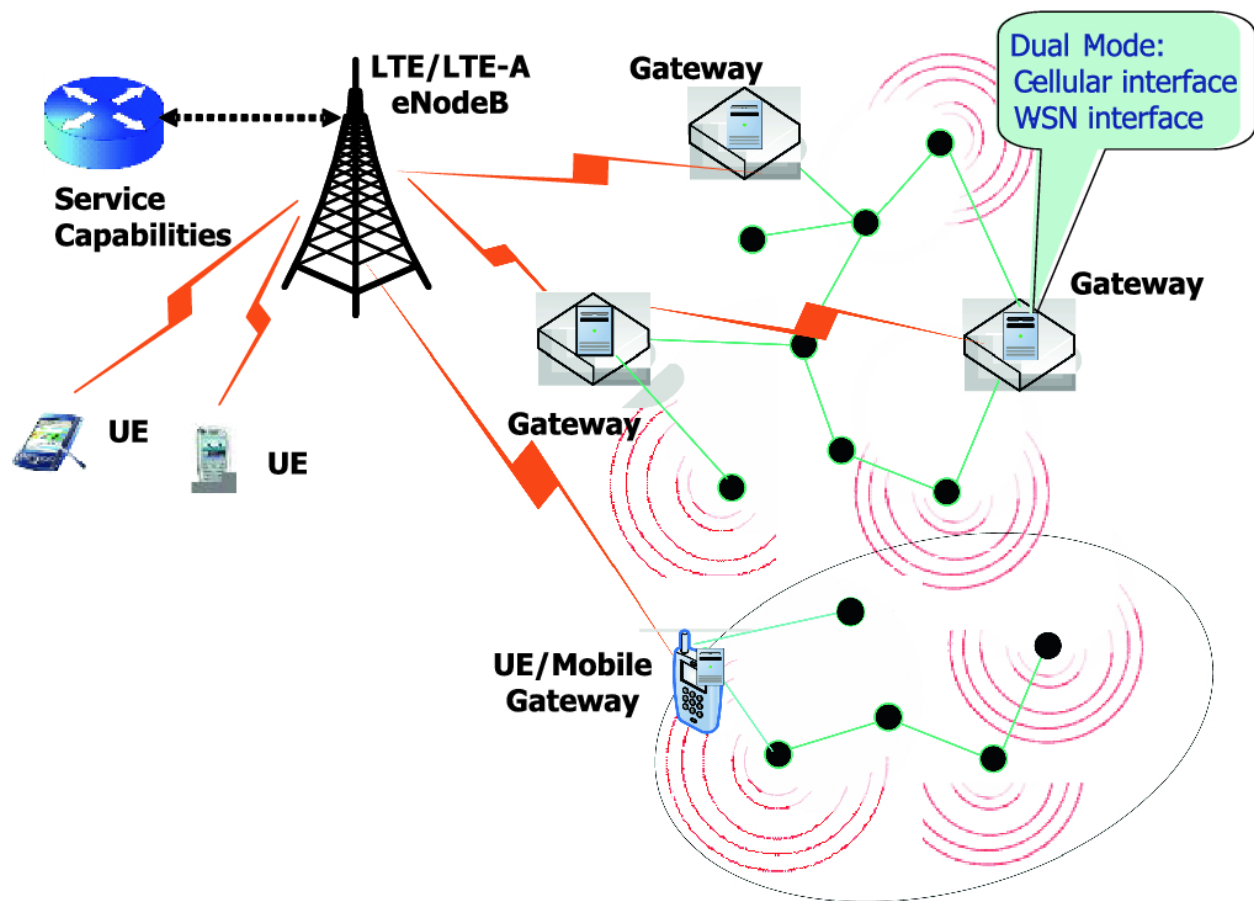 LTE/LTE-A
eNodeB
Gateway
Dual Mode:
Cellular interface
WSN interface
Service
Capabilities
Gateway
Gateway
UE
UE
UE/Mobile
Gateway